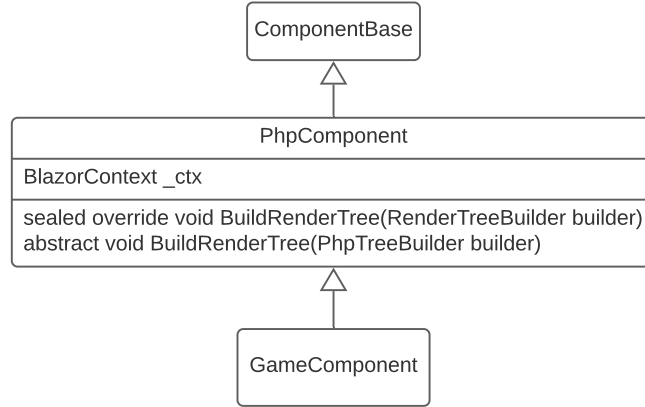 ComponentBase
PhpComponent
BlazorContext _ctx
sealed override void BuildRenderTree(RenderTreeBuilder builder)
abstract void BuildRenderTree(PhpTreeBuilder builder)
GameComponent